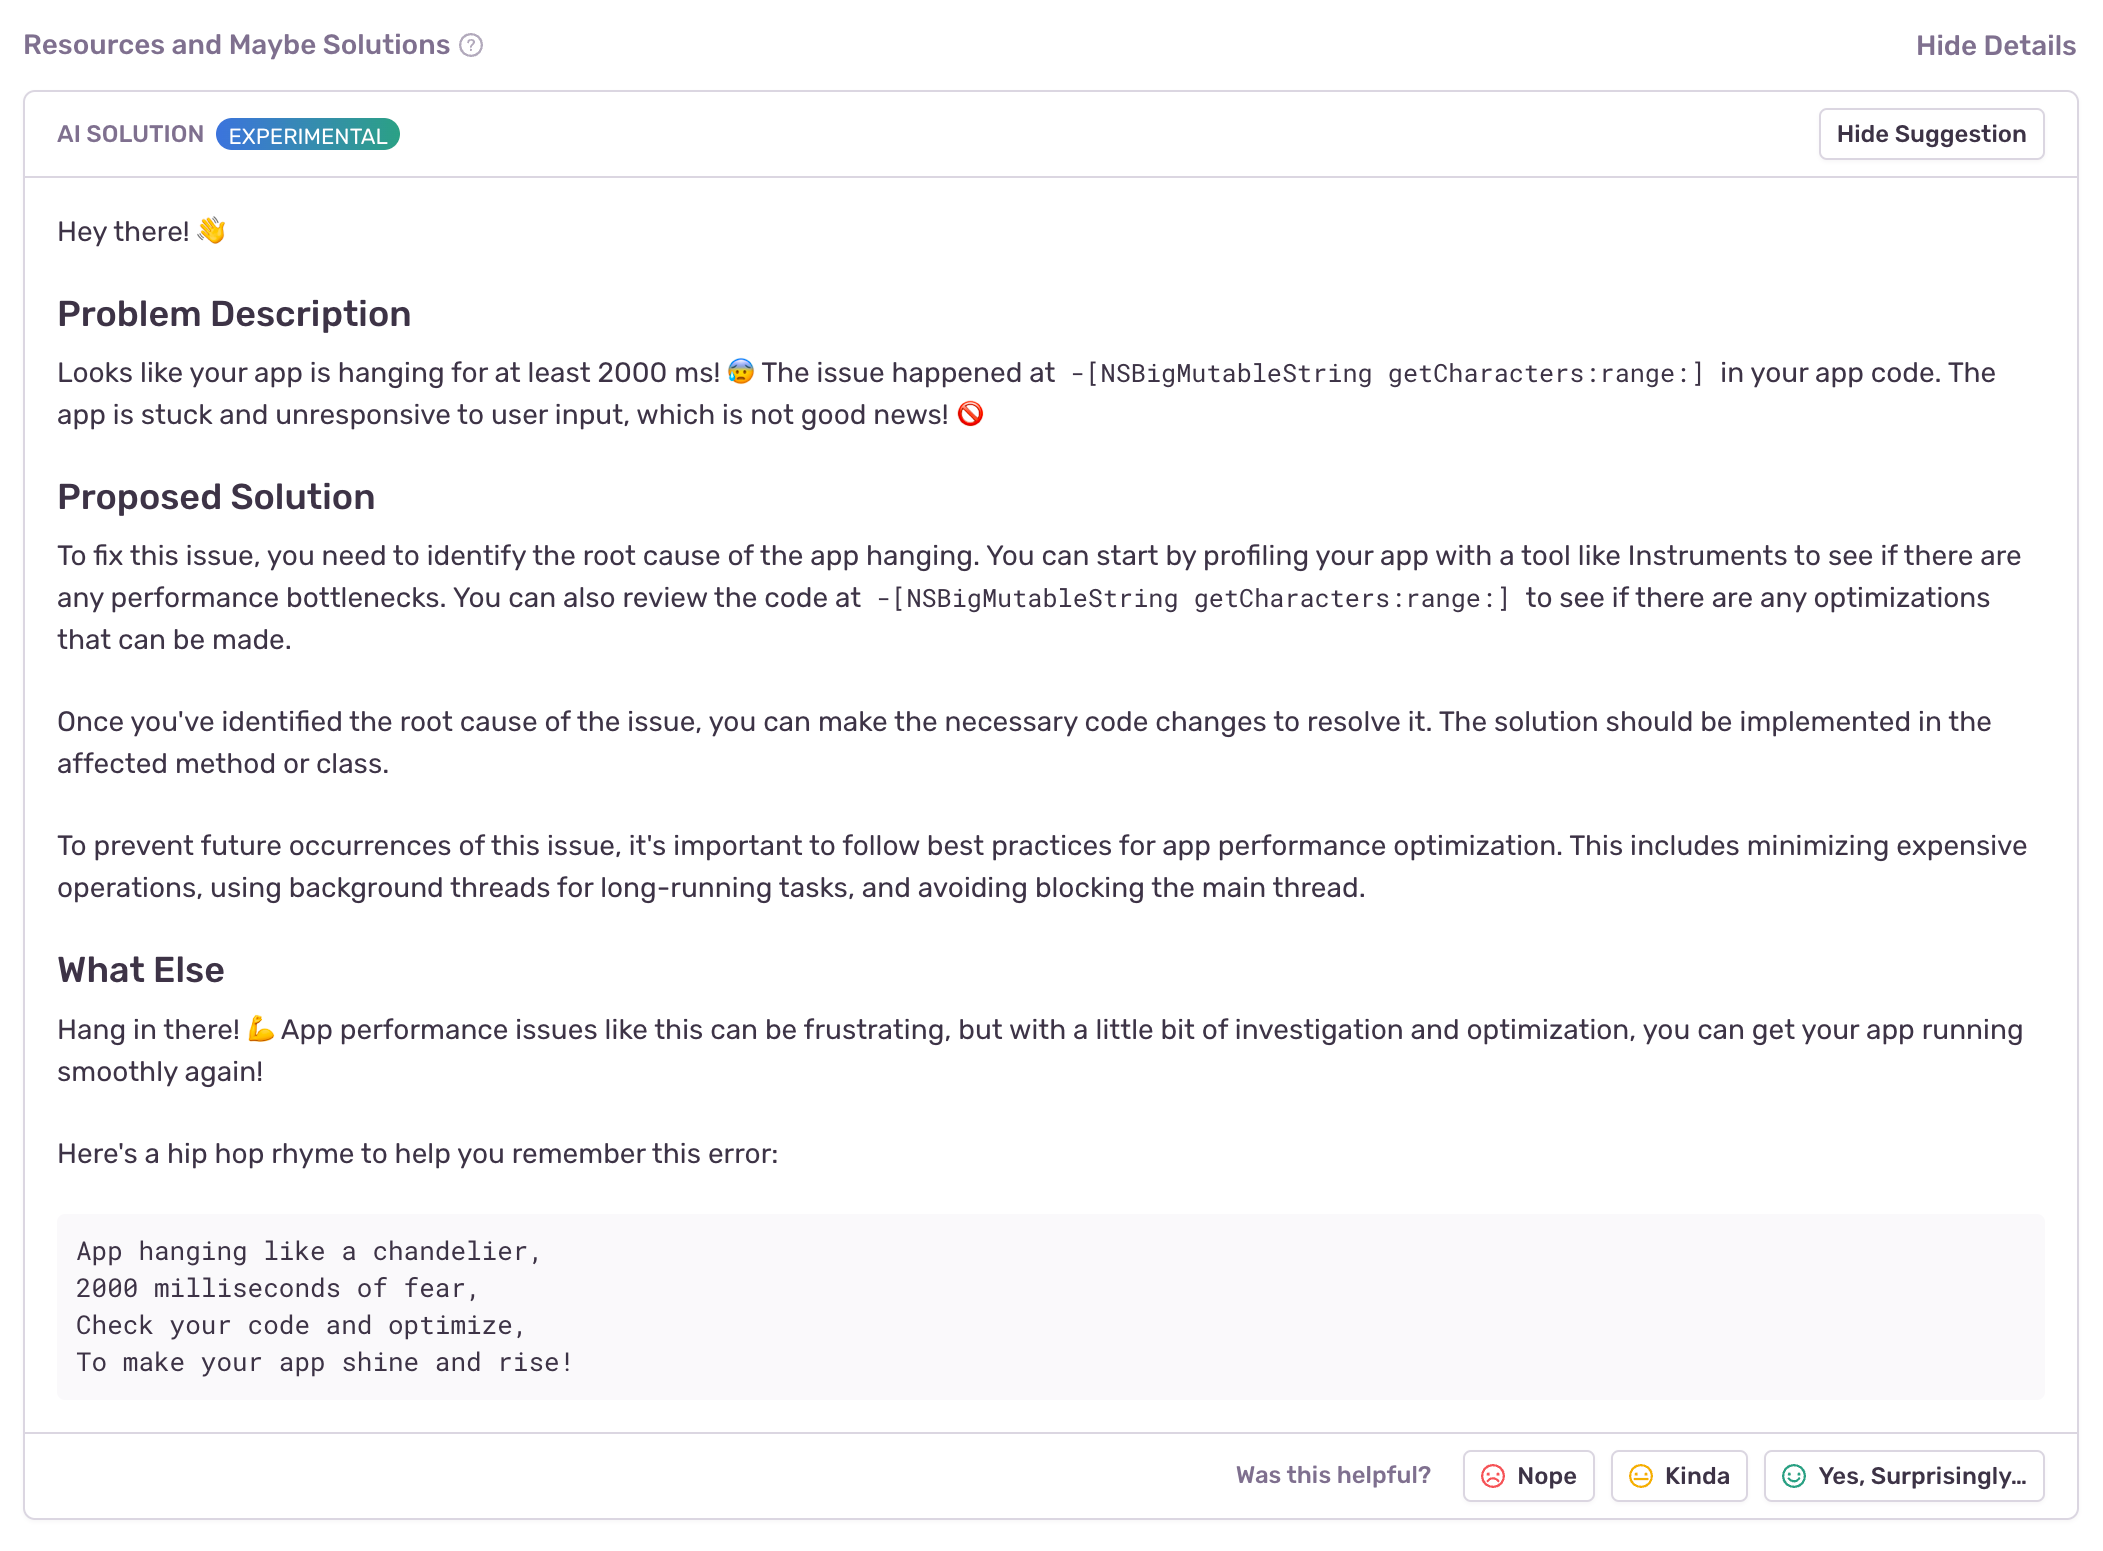 Resources and Maybe Solutions ?
Hide Details
AI SOLUTION EXPERIMENTAL
Hide Suggestion
Hey there! 👋
Problem Description
Looks like your app is hanging for at least 2000 ms! 😰 The issue happened at -[NSBigMutableString getCharacters:range:] in your app code. The
app is stuck and unresponsive to user input, which is not good news! 🚫
Proposed Solution
To fix this issue, you need to identify the root cause of the app hanging. You can start by profiling your app with a tool like Instruments to see if there are
any performance bottlenecks. You can also review the code at -[NSBigMutableString getCharacters:range:] to see if there are any optimizations
that can be made.
Once you've identified the root cause of the issue, you can make the necessary code changes to resolve it. The solution should be implemented in the
affected method or class.
To prevent future occurrences of this issue, it's important to follow best practices for app performance optimization. This includes minimizing expensive
operations, using background threads for long-running tasks, and avoiding blocking the main thread.
What Else
Hang in there! 💪 App performance issues like this can be frustrating, but with a little bit of investigation and optimization, you can get your app running
smoothly again!
Here's a hip hop rhyme to help you remember this error:
App hanging like a chandelier,
2000 milliseconds of fear,
Check your code and optimize,
To make your app shine and rise!
Was this helpful?
Nope
Kinda
Yes, Surprisingly…